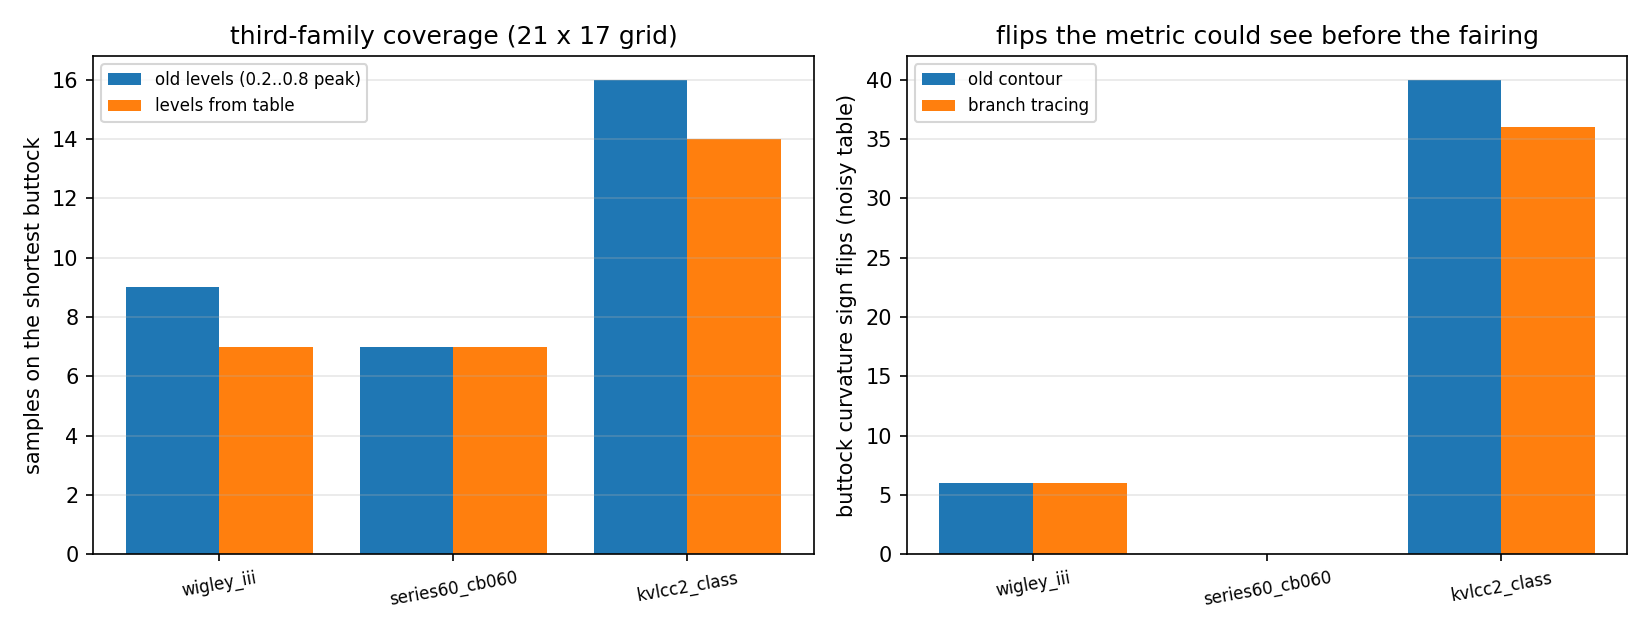 third-family coverage (21 x 17 grid)
samples on the shortest buttock
16
14
12
10
8
6
4
2
0
old levels (0.2..0.8 peak)
levels from table
wigley_iii
series60_cb060
kvlcc2_class
flips the metric could see before the fairing
buttock curvature sign flips (noisy table)
40
35
30
25
20
15
10
5
0
old contour
branch tracing
wigley_iii
series60_cb060
kvlcc2_class